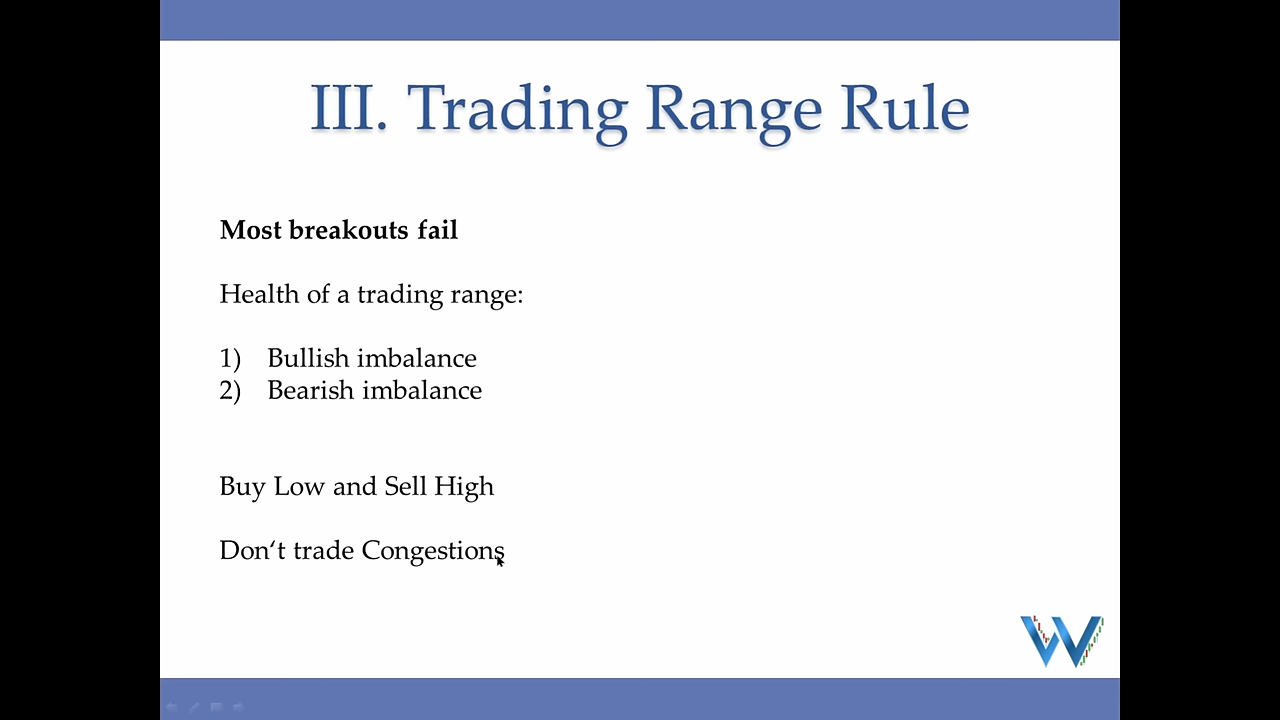 III. Trading Range Rule
Most breakouts fail
Health of a trading range:
1) Bullish imbalance
2) Bearish imbalance
Buy Low and Sell High
Don‘t trade Congestions
W